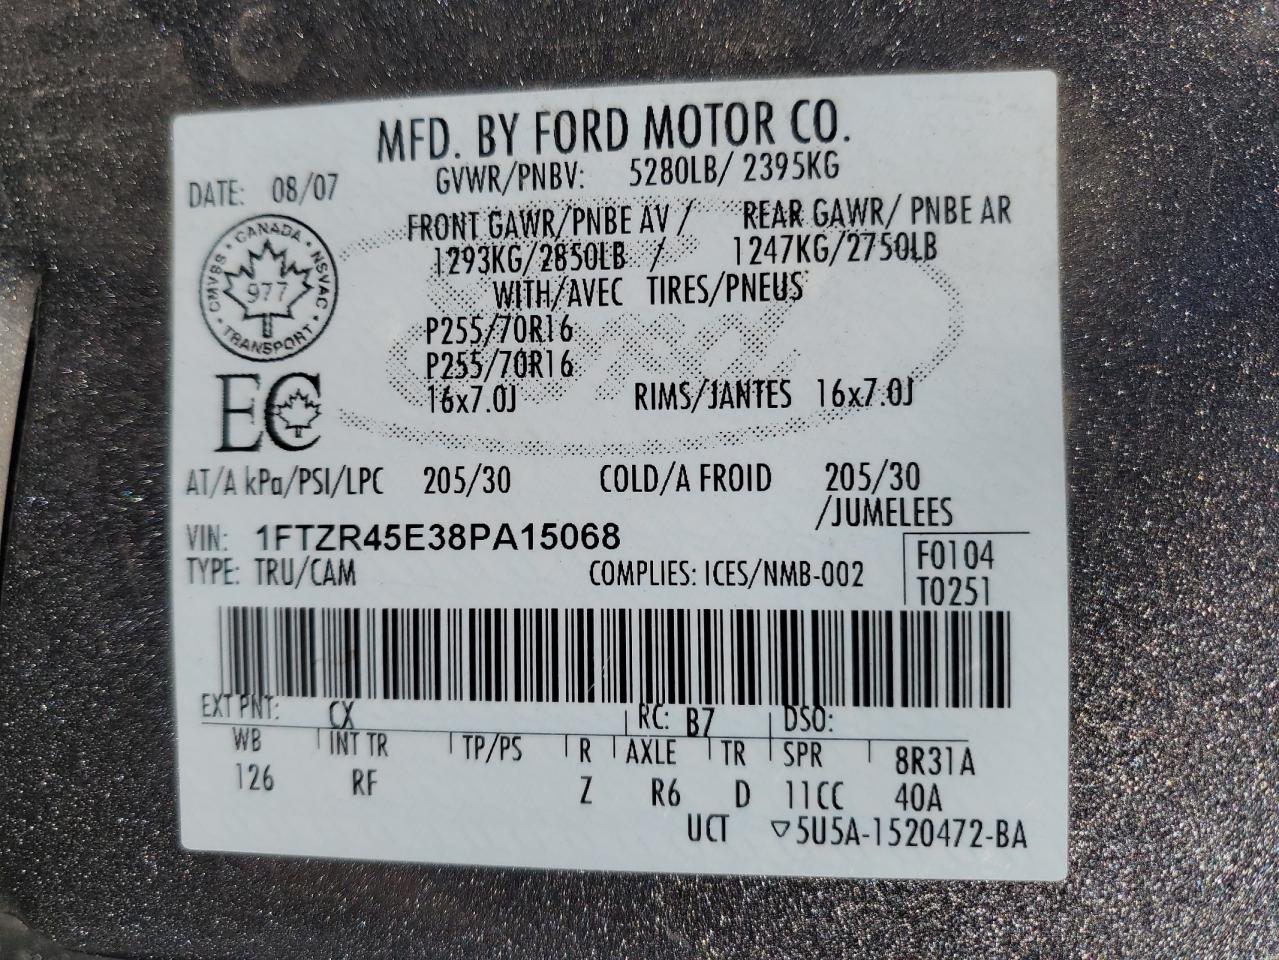 MFD. BY FORD MOTOR CO.
DATE: 08/07 GVWR/PNBV: 5280LB/ 2395KG
FRONT GAWR/PNBE AV / REAR GAWR/ PNBE AR
1293KG/2850LB / 1247KG/2750LB
WITH/AVEC TIRES/PNEUS
CANADA
CMVSS NSVAC
977
TRANSPORT
P255/70R16
P255/70R16
EC
16x7.0J RIMS/JANTES 16x7.0J
AT/A kPa/PSI/LPC 205/30 COLD/A FROID 205/30
/JUMELEES
VIN: 1FTZR45E38PA15068
F0104
TYPE: TRU/CAM COMPLIES: ICES/NMB-002
T0251
EXT PNT: CX RC: B7 DSO:
WB INT TR TP/PS R AXLE TR SPR 8R31A
126 RF Z R6 D 11CC 40A
UCT ▽5U5A-1520472-BA